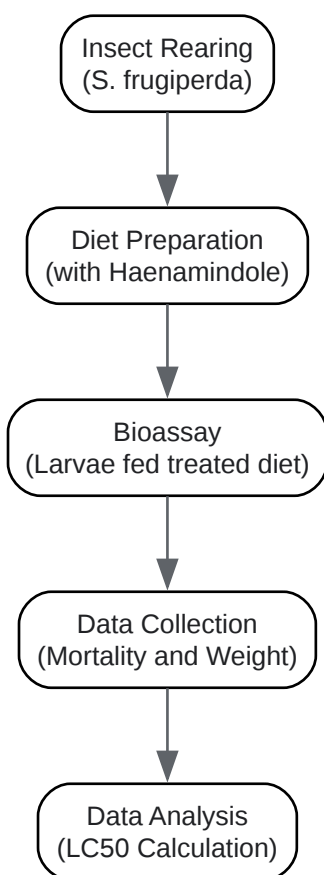 Insect Rearing
(S. frugiperda)
Diet Preparation
(with Haenamindole)
Bioassay
(Larvae fed treated diet)
Data Collection
(Mortality and Weight)
Data Analysis
(LC50 Calculation)